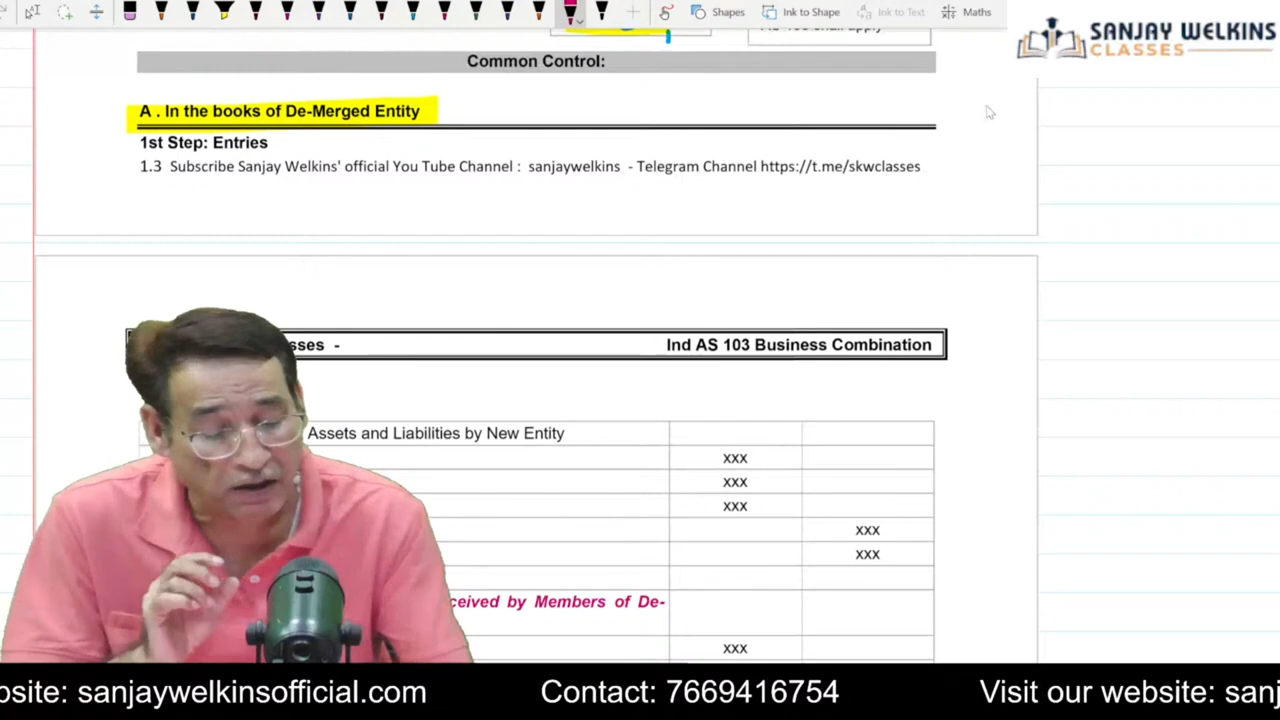 Shapes
Ink to Shape
Ink to Text
Maths
SANJAY WELKINS
CLASSES
Common Control:
A . In the books of De-Merged Entity
1st Step: Entries
1.3 Subscribe Sanjay Welkins' official You Tube Channel : sanjaywelkins - Telegram Channel https://t.me/skwclasses
sses - Ind AS 103 Business Combination
Assets and Liabilities by New Entity
xxx
xxx
xxx
xxx
xxx
ceived by Members of De-
xxx
osite: sanjaywelkinsofficial.com Contact: 7669416754 Visit our website: sanj